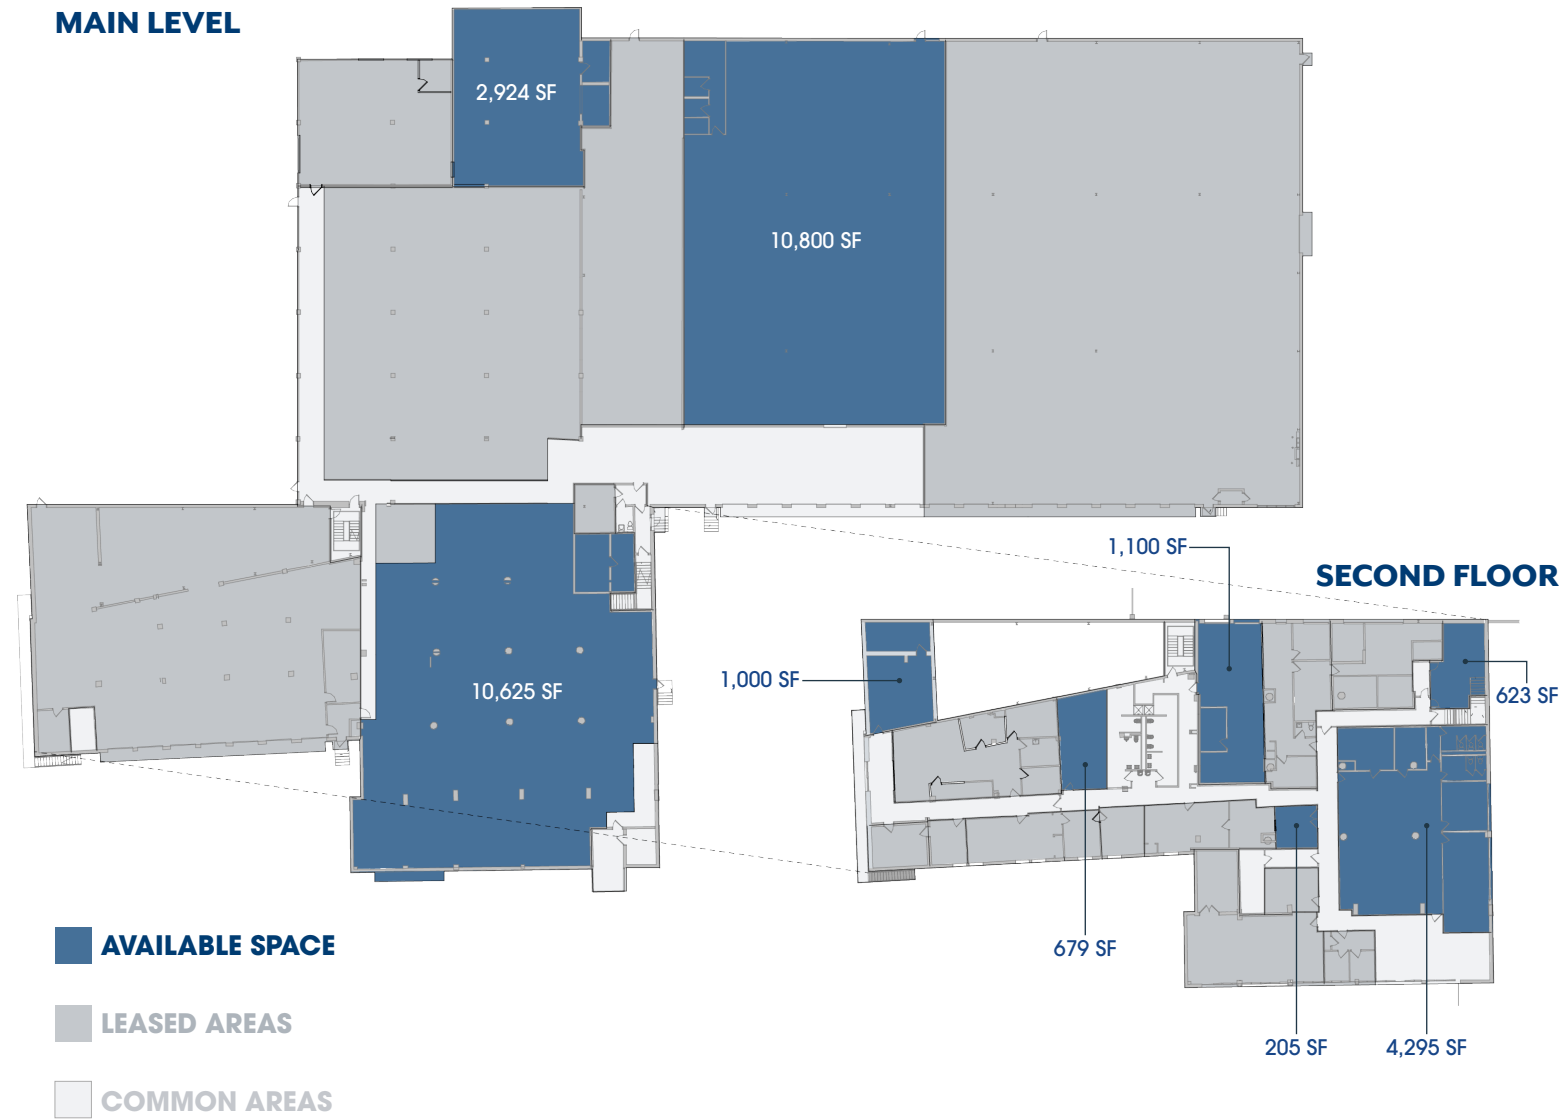 MAIN LEVEL
2,924 SF
10,800 SF
1,100 SF
SECOND FLOOR
1,000 SF
10,625 SF
623 SF
679 SF
AVAILABLE SPACE
LEASED AREAS
205 SF
4,295 SF
COMMON AREAS